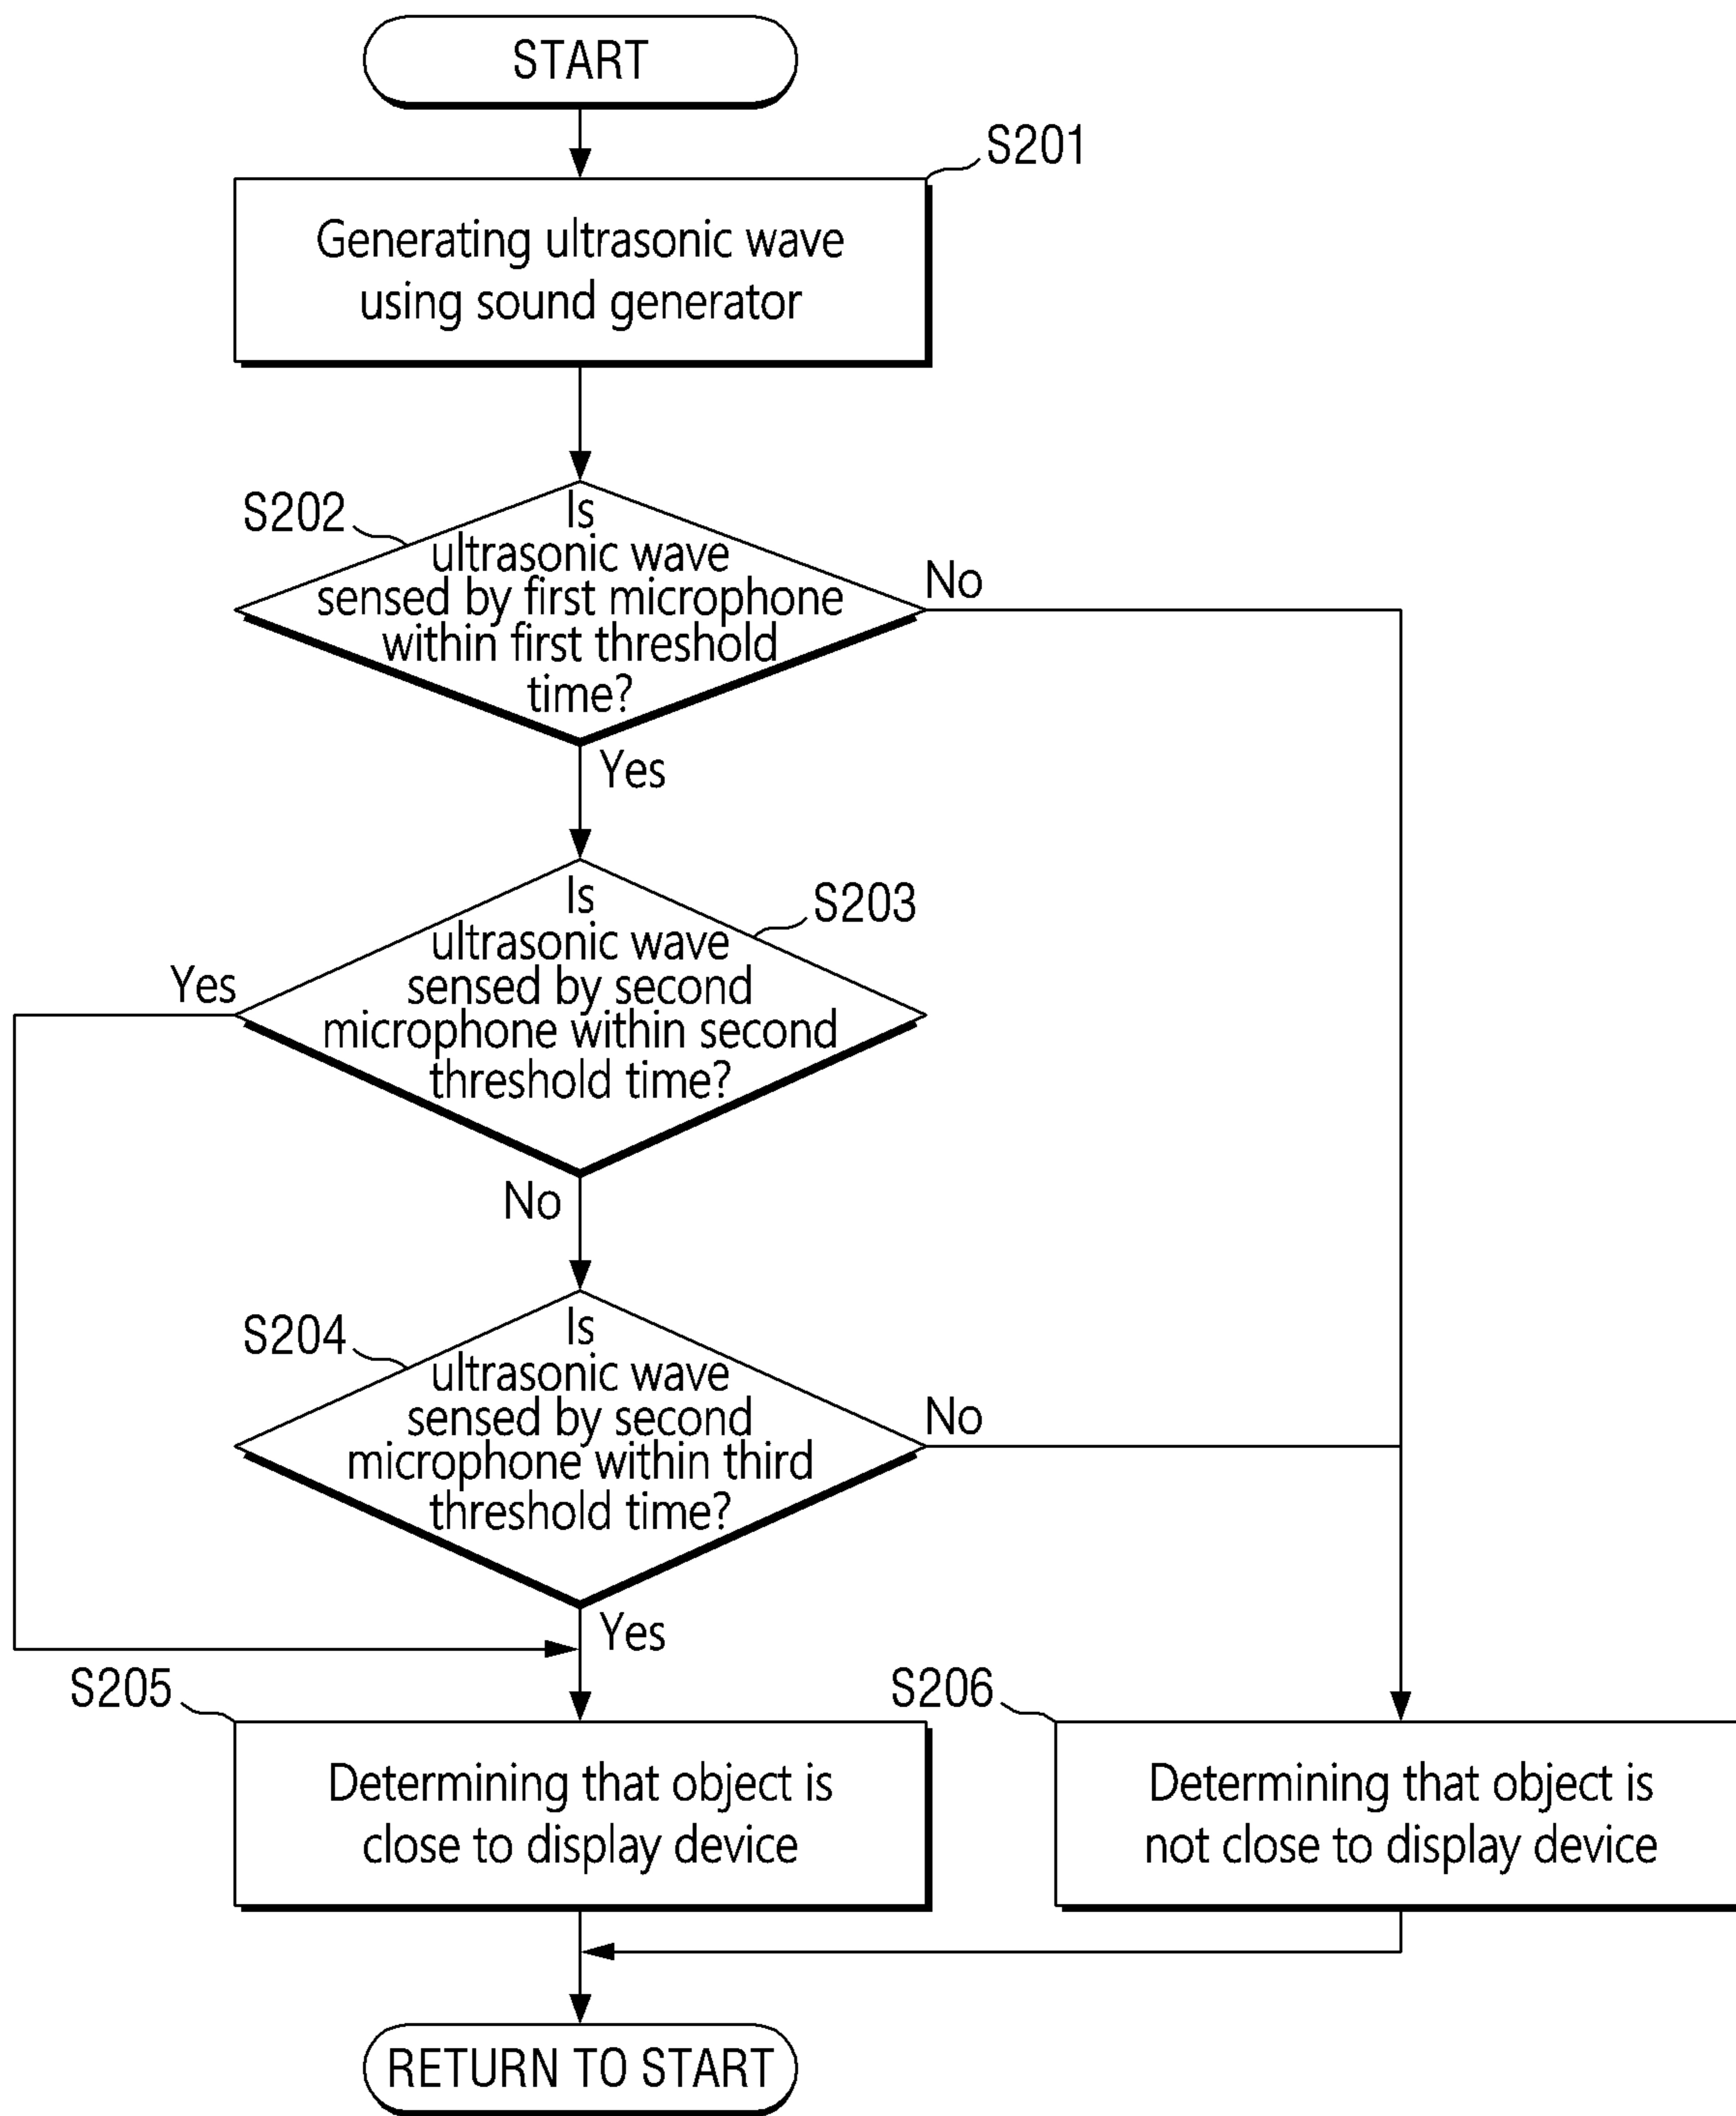 START
S201
Generating ultrasonic wave
using sound generator
S202
Is
ultrasonic wave
sensed by first microphone
within first threshold
time?
No
Yes
S203
Is
ultrasonic wave
sensed by second
microphone within second
threshold time?
Yes
No
S204
Is
ultrasonic wave
sensed by second
microphone within third
threshold time?
No
Yes
S205
Determining that object is
close to display device
S206
Determining that object is
not close to display device
RETURN TO START